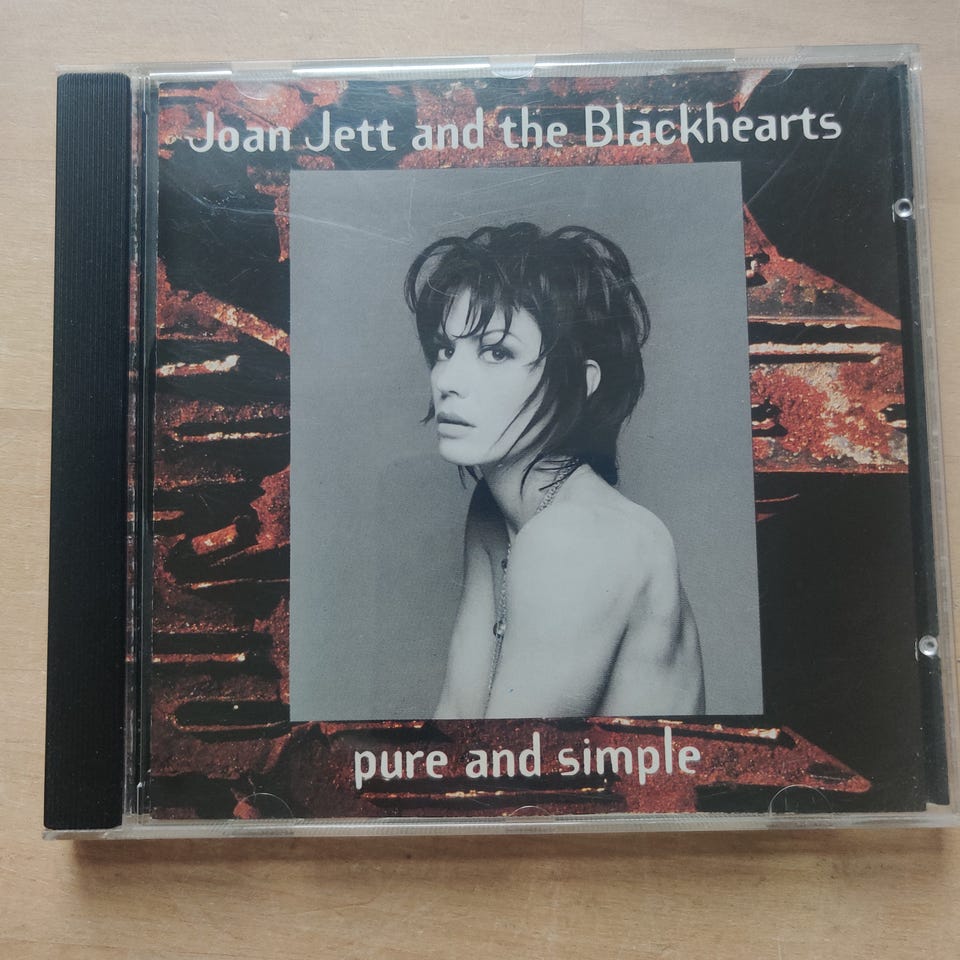 Joan Jett and the Blackhearts
pure and simple